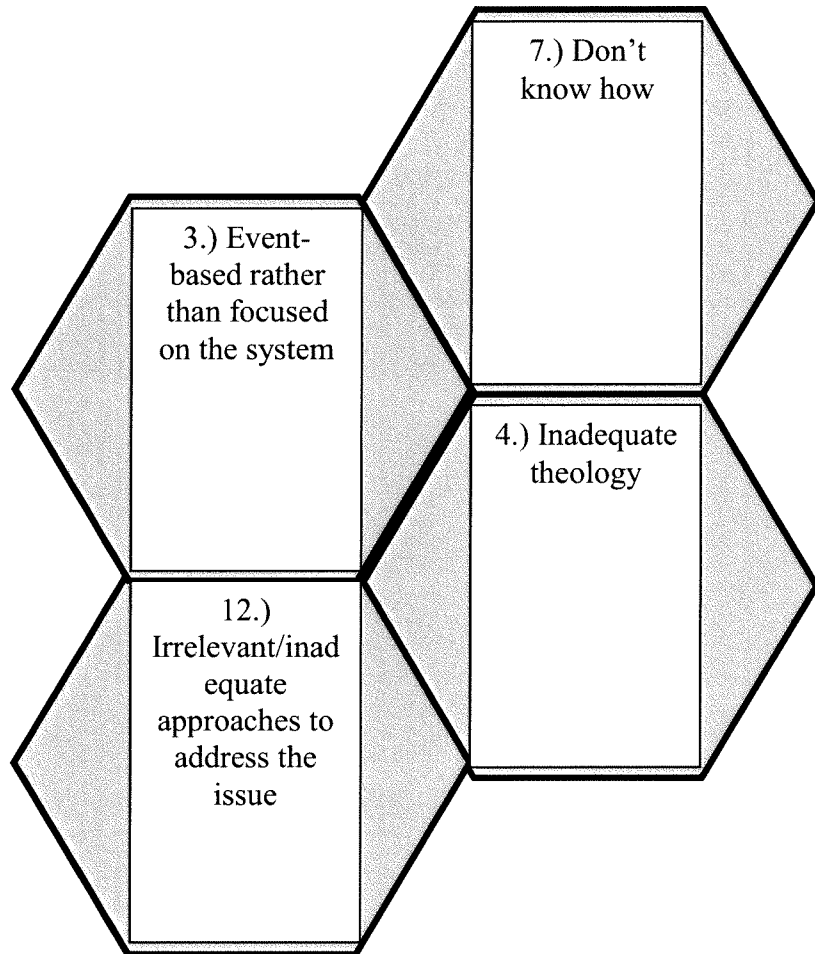 7.) Don't
know how
3.) Event-
based rather
than focused
on the system
4.) Inadequate
theology
12.)
Irrelevant/inad
equate
approaches to
address the
issue